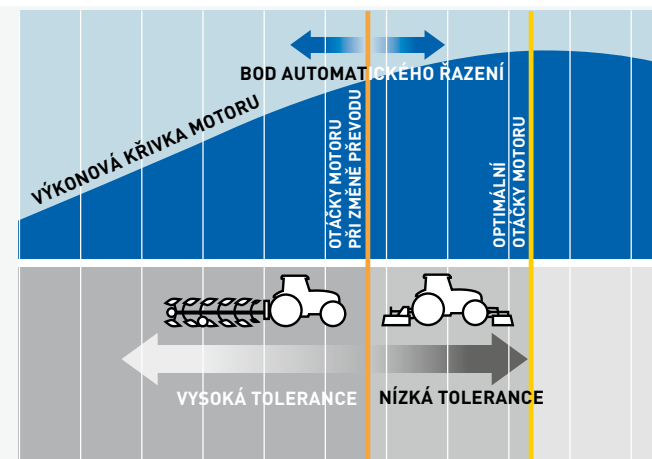 BOD AUTOMATICKÉHO ŘAZENÍ
VÝKONOVÁ KŘIVKA MOTORU
OTÁČKY MOTORU
PŘI ZMĚNĚ PŘEVODU
OPTIMÁLNÍ
OTÁČKY MOTORU
VYSOKÁ TOLERANCE
NÍZKÁ TOLERANCE